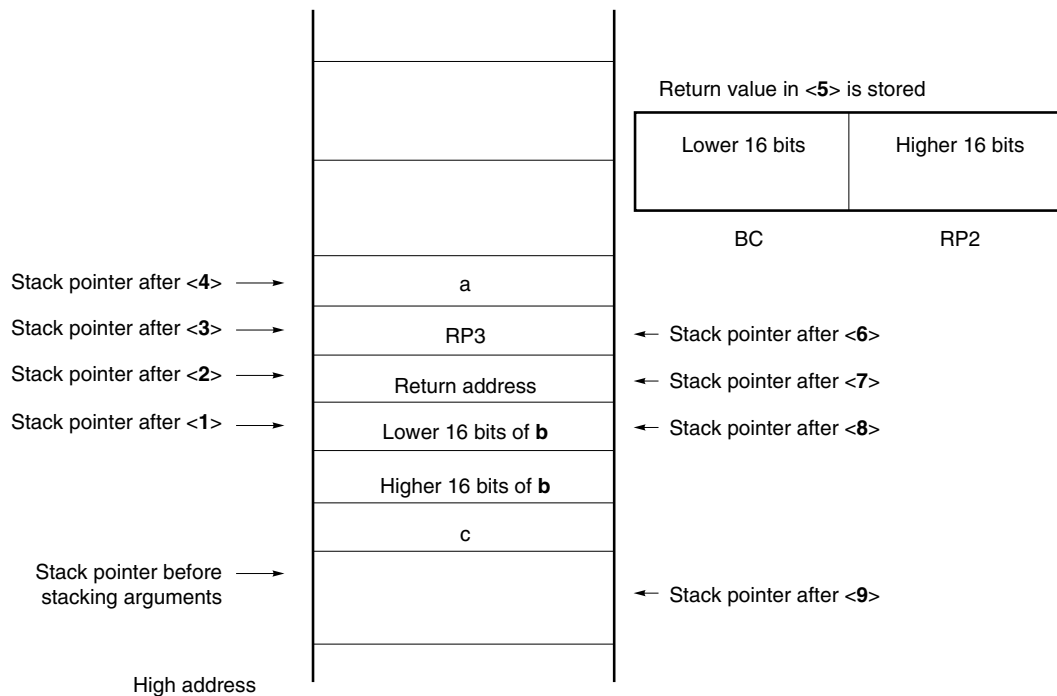 Return value in <5> is stored
Lower 16 bits Higher 16 bits
BC RP2
Stack pointer after <4>
a
Stack pointer after <3>
RP3
Stack pointer after <6>
Stack pointer after <2>
Return address
Stack pointer after <7>
Stack pointer after <1>
Lower 16 bits of b
Stack pointer after <8>
Higher 16 bits of b
c
Stack pointer before
stacking arguments
Stack pointer after <9>
High address